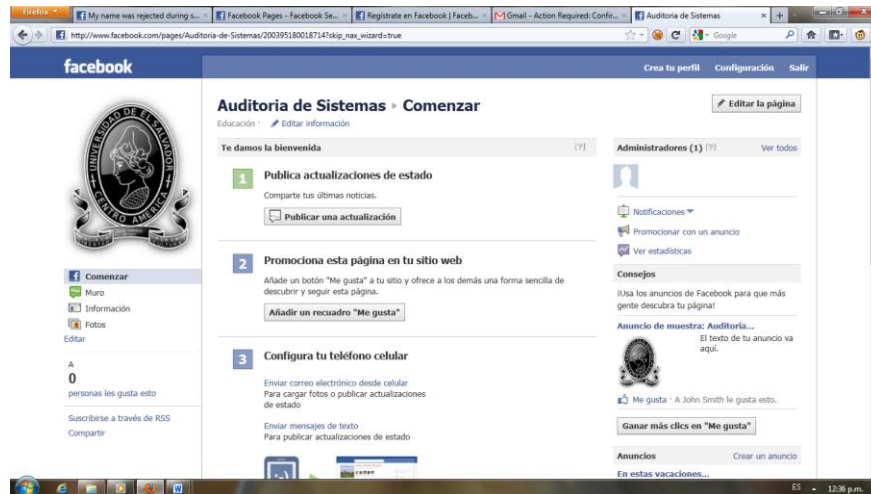 Firefox
My name was rejected during s...
Facebook Pages - Facebook Se...
Regístrate en Facebook | Faceb...
Gmail - Action Required: Confir...
Auditoria de Sistemas
http://www.facebook.com/pages/Auditoria-de-Sistemas/200395180018714?skip_nax_wizard=true
Google
facebook
Crea tu perfil Configuración Salir
UNIVERSIDAD DE EL SALVADOR
CENTRO AMERICA
Auditoria de Sistemas Comenzar
Educación · Editar información
Editar la página
Te damos la bienvenida [?]
1 Publica actualizaciones de estado
Comparte tus últimas noticias.
Publicar una actualización
2 Promociona esta página en tu sitio web
Añade un botón "Me gusta" a tu sitio y ofrece a los demás una forma sencilla de
descubrir y seguir esta página.
Añadir un recuadro "Me gusta"
3 Configura tu teléfono celular
Enviar correo electrónico desde celular
Para cargar fotos o publicar actualizaciones
de estado
Enviar mensajes de texto
Para publicar actualizaciones de estado
Comenzar
Muro
Información
Fotos
Editar
A
0
personas les gusta esto
Suscribirse a través de RSS
Compartir
Administradores (1) [?] Ver todos
Notificaciones
Promocionar con un anuncio
Ver estadísticas
Consejos
¡Usa los anuncios de Facebook para que más
gente descubra tu página!
Anuncio de muestra: Auditoria...
El texto de tu anuncio va
aquí.
Me gusta · A John Smith le gusta esto.
Ganar más clics en "Me gusta"
Anuncios Crear un anuncio
En estas vacaciones...
ES 12:36 p.m.